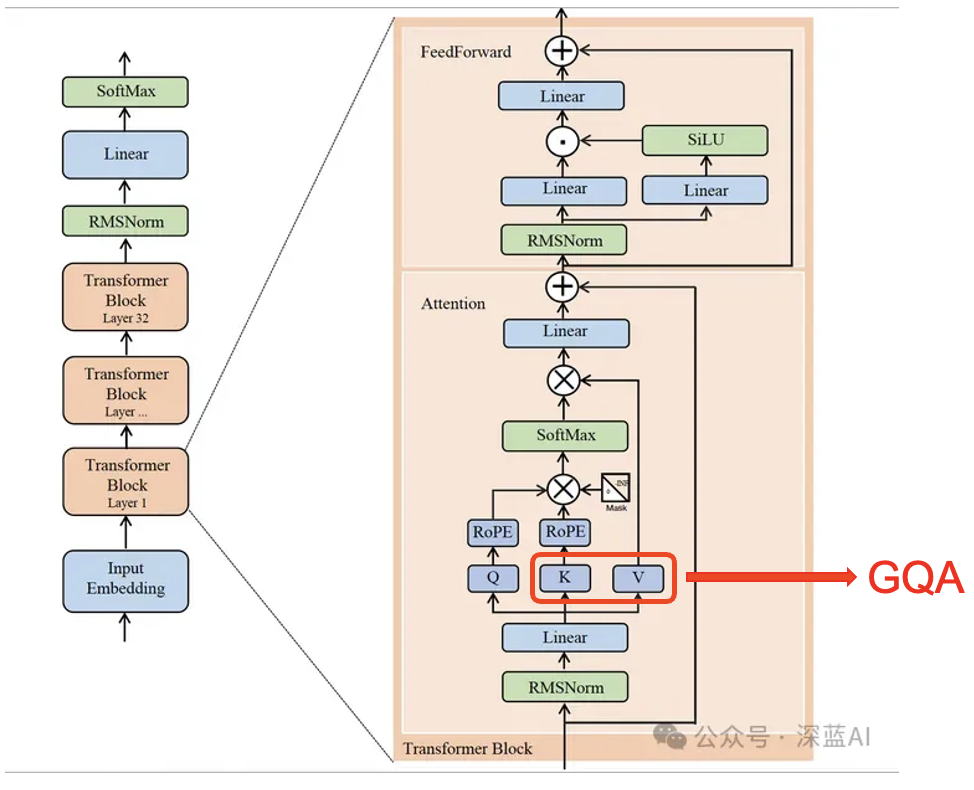 SoftMax
Linear
RMSNorm
Transformer
Block
Layer 32
Transformer
Block
Layer ...
Transformer
Block
Layer 1
Input
Embedding
FeedForward
Linear
SiLU
Linear
Linear
RMSNorm
Attention
Linear
SoftMax
-INF
0
Mask
RoPE
RoPE
Q
K
V
GQA
Linear
RMSNorm
Transformer Block
公众号 · 深蓝AI